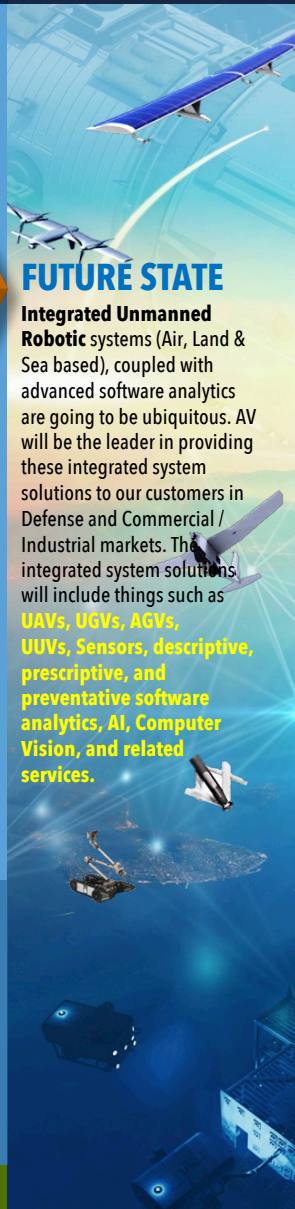 FUTURE STATE
Integrated Unmanned
Robotic systems (Air, Land &
Sea based), coupled with
advanced software analytics
are going to be ubiquitous. AV
will be the leader in providing
these integrated system
solutions to our customers in
Defense and Commercial /
Industrial markets. The
integrated system solutions
will include things such as
UAVs, UGVs, AGVs,
UUVs, Sensors, descriptive,
prescriptive, and
preventative software
analytics, AI, Computer
Vision, and related
services.